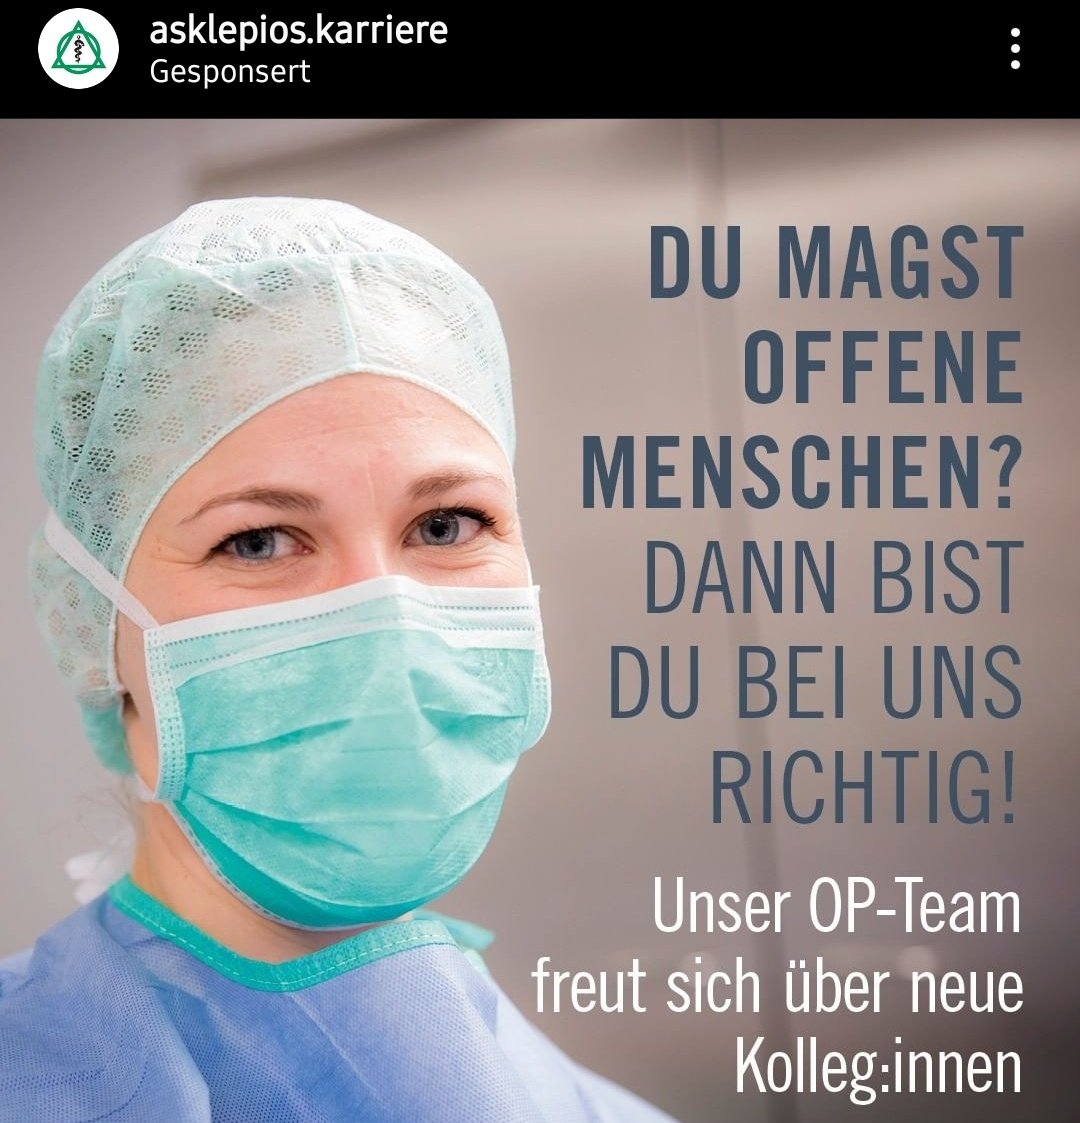 asklepios.karriere
Gesponsert
DU MAGST
OFFENE
MENSCHEN?
DANN BIST
DU BEI UNS
RICHTIG!
Unser OP-Team
freut sich über neue
Kolleg:innen